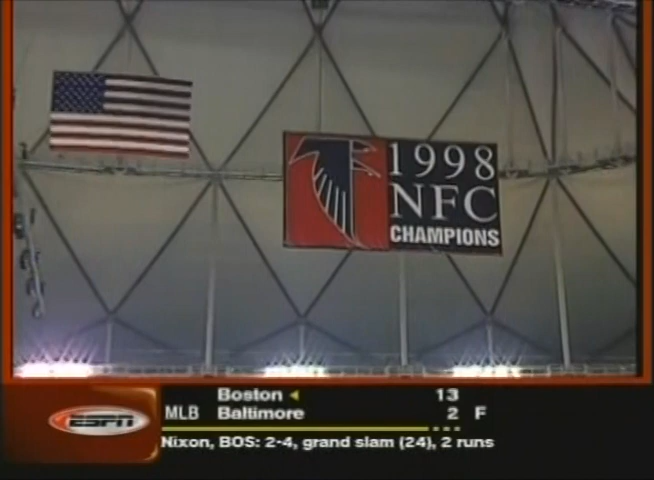 1998
NFC
CHAMPIONS
Boston 13
MLB Baltimore 2 F
ESPN
Nixon, BOS: 2-4, grand slam (24), 2 runs